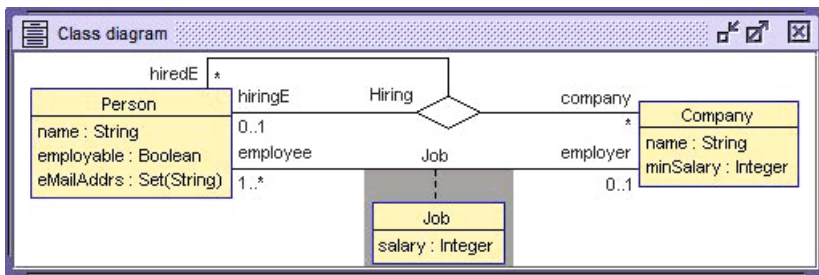 Class diagram
hiredE *
hiringE Hiring company
Person
0..1 *
Company
name : String
employable : Boolean
eMailAddrs : Set(String)
name : String
minSalary : Integer
employee Job employer
1..* 0..1
Job
salary : Integer